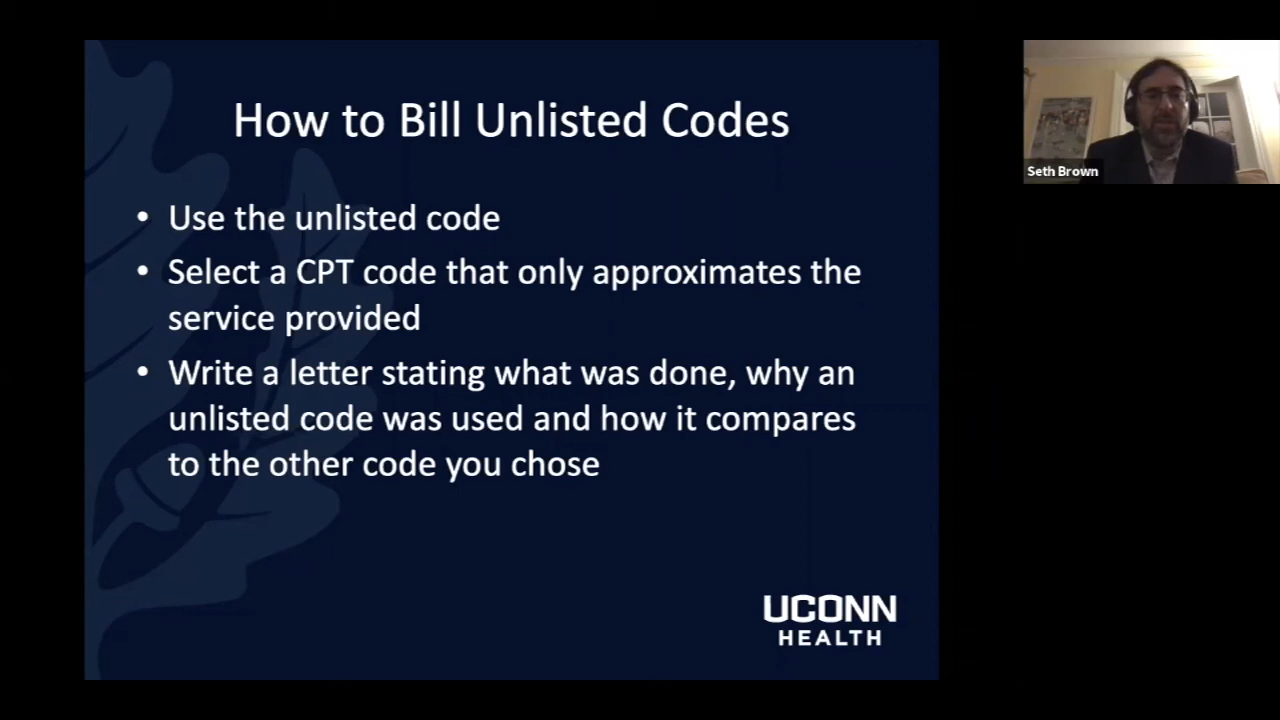 How to Bill Unlisted Codes
• Use the unlisted code
• Select a CPT code that only approximates the
service provided
• Write a letter stating what was done, why an
unlisted code was used and how it compares
to the other code you chose
UCONN
HEALTH
Seth Brown